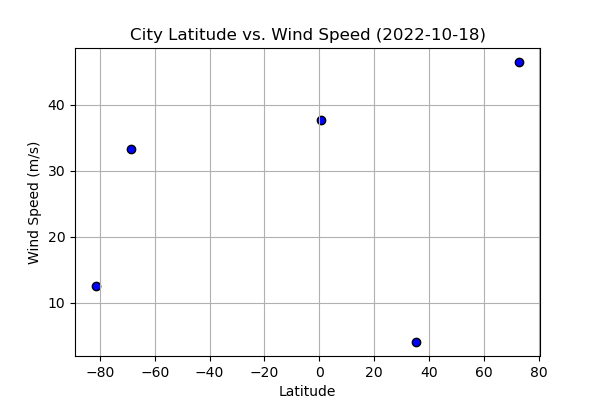 City Latitude vs. Wind Speed (2022-10-18)
Wind Speed (m/s)
40
30
20
10
−80 −60 −40 −20 0 20 40 60 80
Latitude